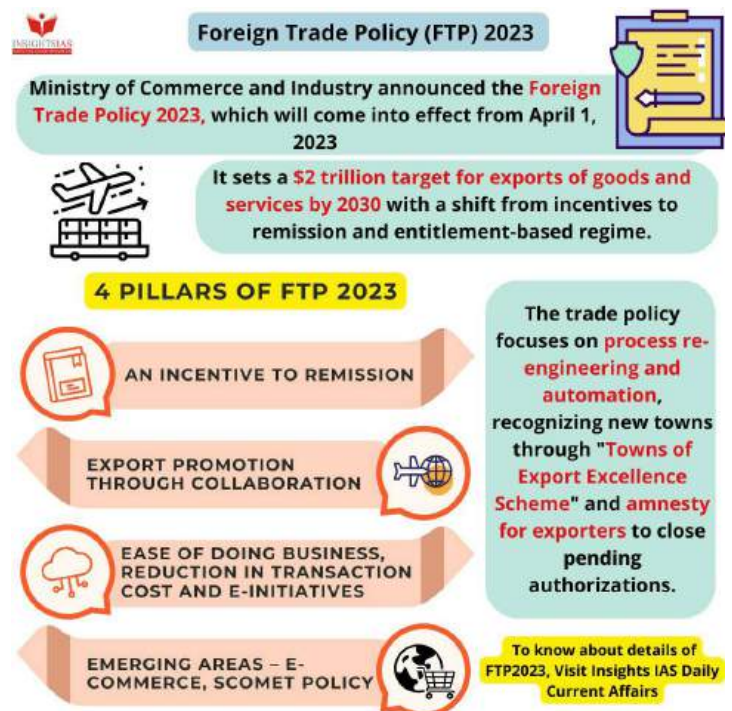 INSIGHTSIAS
Foreign Trade Policy (FTP) 2023
Ministry of Commerce and Industry announced the Foreign
Trade Policy 2023, which will come into effect from April 1,
2023
It sets a $2 trillion target for exports of goods and
services by 2030 with a shift from incentives to
remission and entitlement-based regime.
4 PILLARS OF FTP 2023
AN INCENTIVE TO REMISSION
EXPORT PROMOTION
THROUGH COLLABORATION
EASE OF DOING BUSINESS,
REDUCTION IN TRANSACTION
COST AND E-INITIATIVES
EMERGING AREAS – E-
COMMERCE, SCOMET POLICY
The trade policy
focuses on process re-
engineering and
automation,
recognizing new towns
through "Towns of
Export Excellence
Scheme" and amnesty
for exporters to close
pending
authorizations.
To know about details of
FTP2023, Visit Insights IAS Daily
Current Affairs